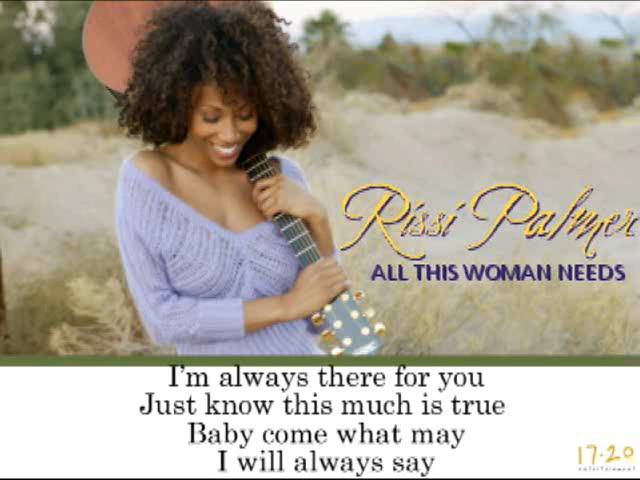 Rissi Palmer
ALL THIS WOMAN NEEDS
I'm always there for you
Just know this much is true
Baby come what may
I will always say
17·20
entertainment